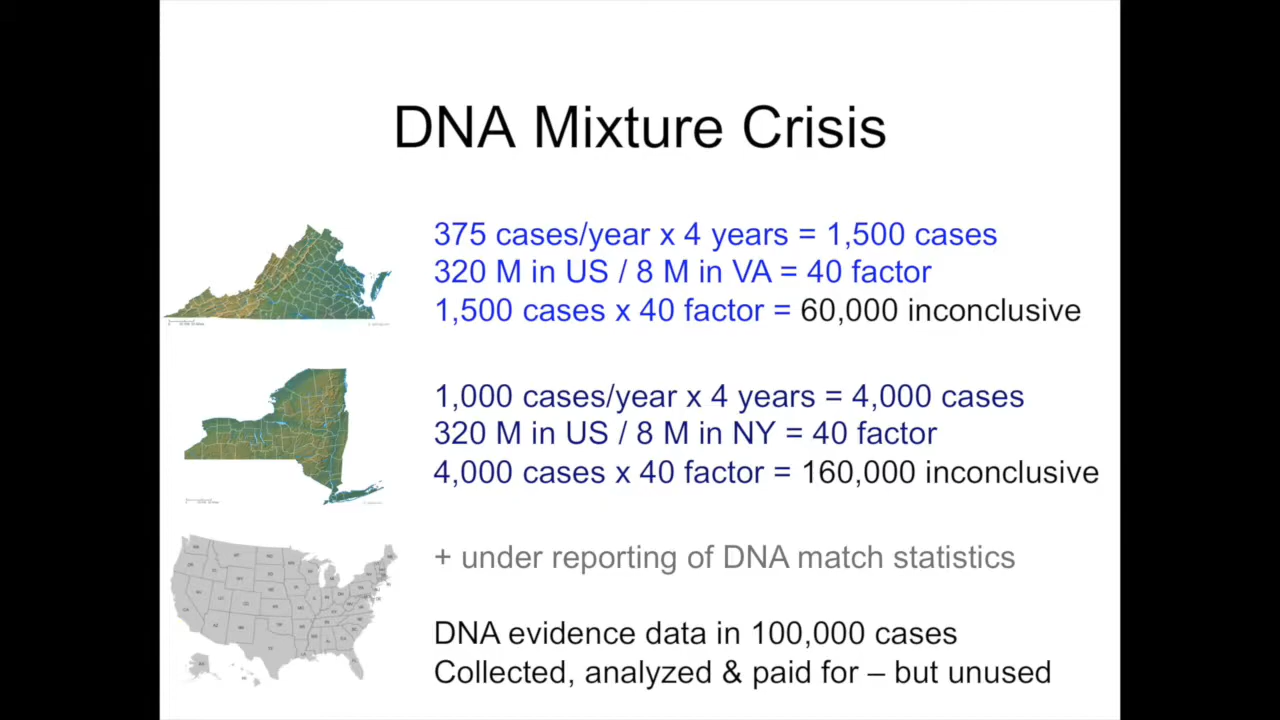 DNA Mixture Crisis
375 cases/year x 4 years = 1,500 cases
320 M in US / 8 M in VA = 40 factor
1,500 cases x 40 factor = 60,000 inconclusive
1,000 cases/year x 4 years = 4,000 cases
320 M in US / 8 M in NY = 40 factor
4,000 cases x 40 factor = 160,000 inconclusive
+ under reporting of DNA match statistics
DNA evidence data in 100,000 cases
Collected, analyzed & paid for – but unused